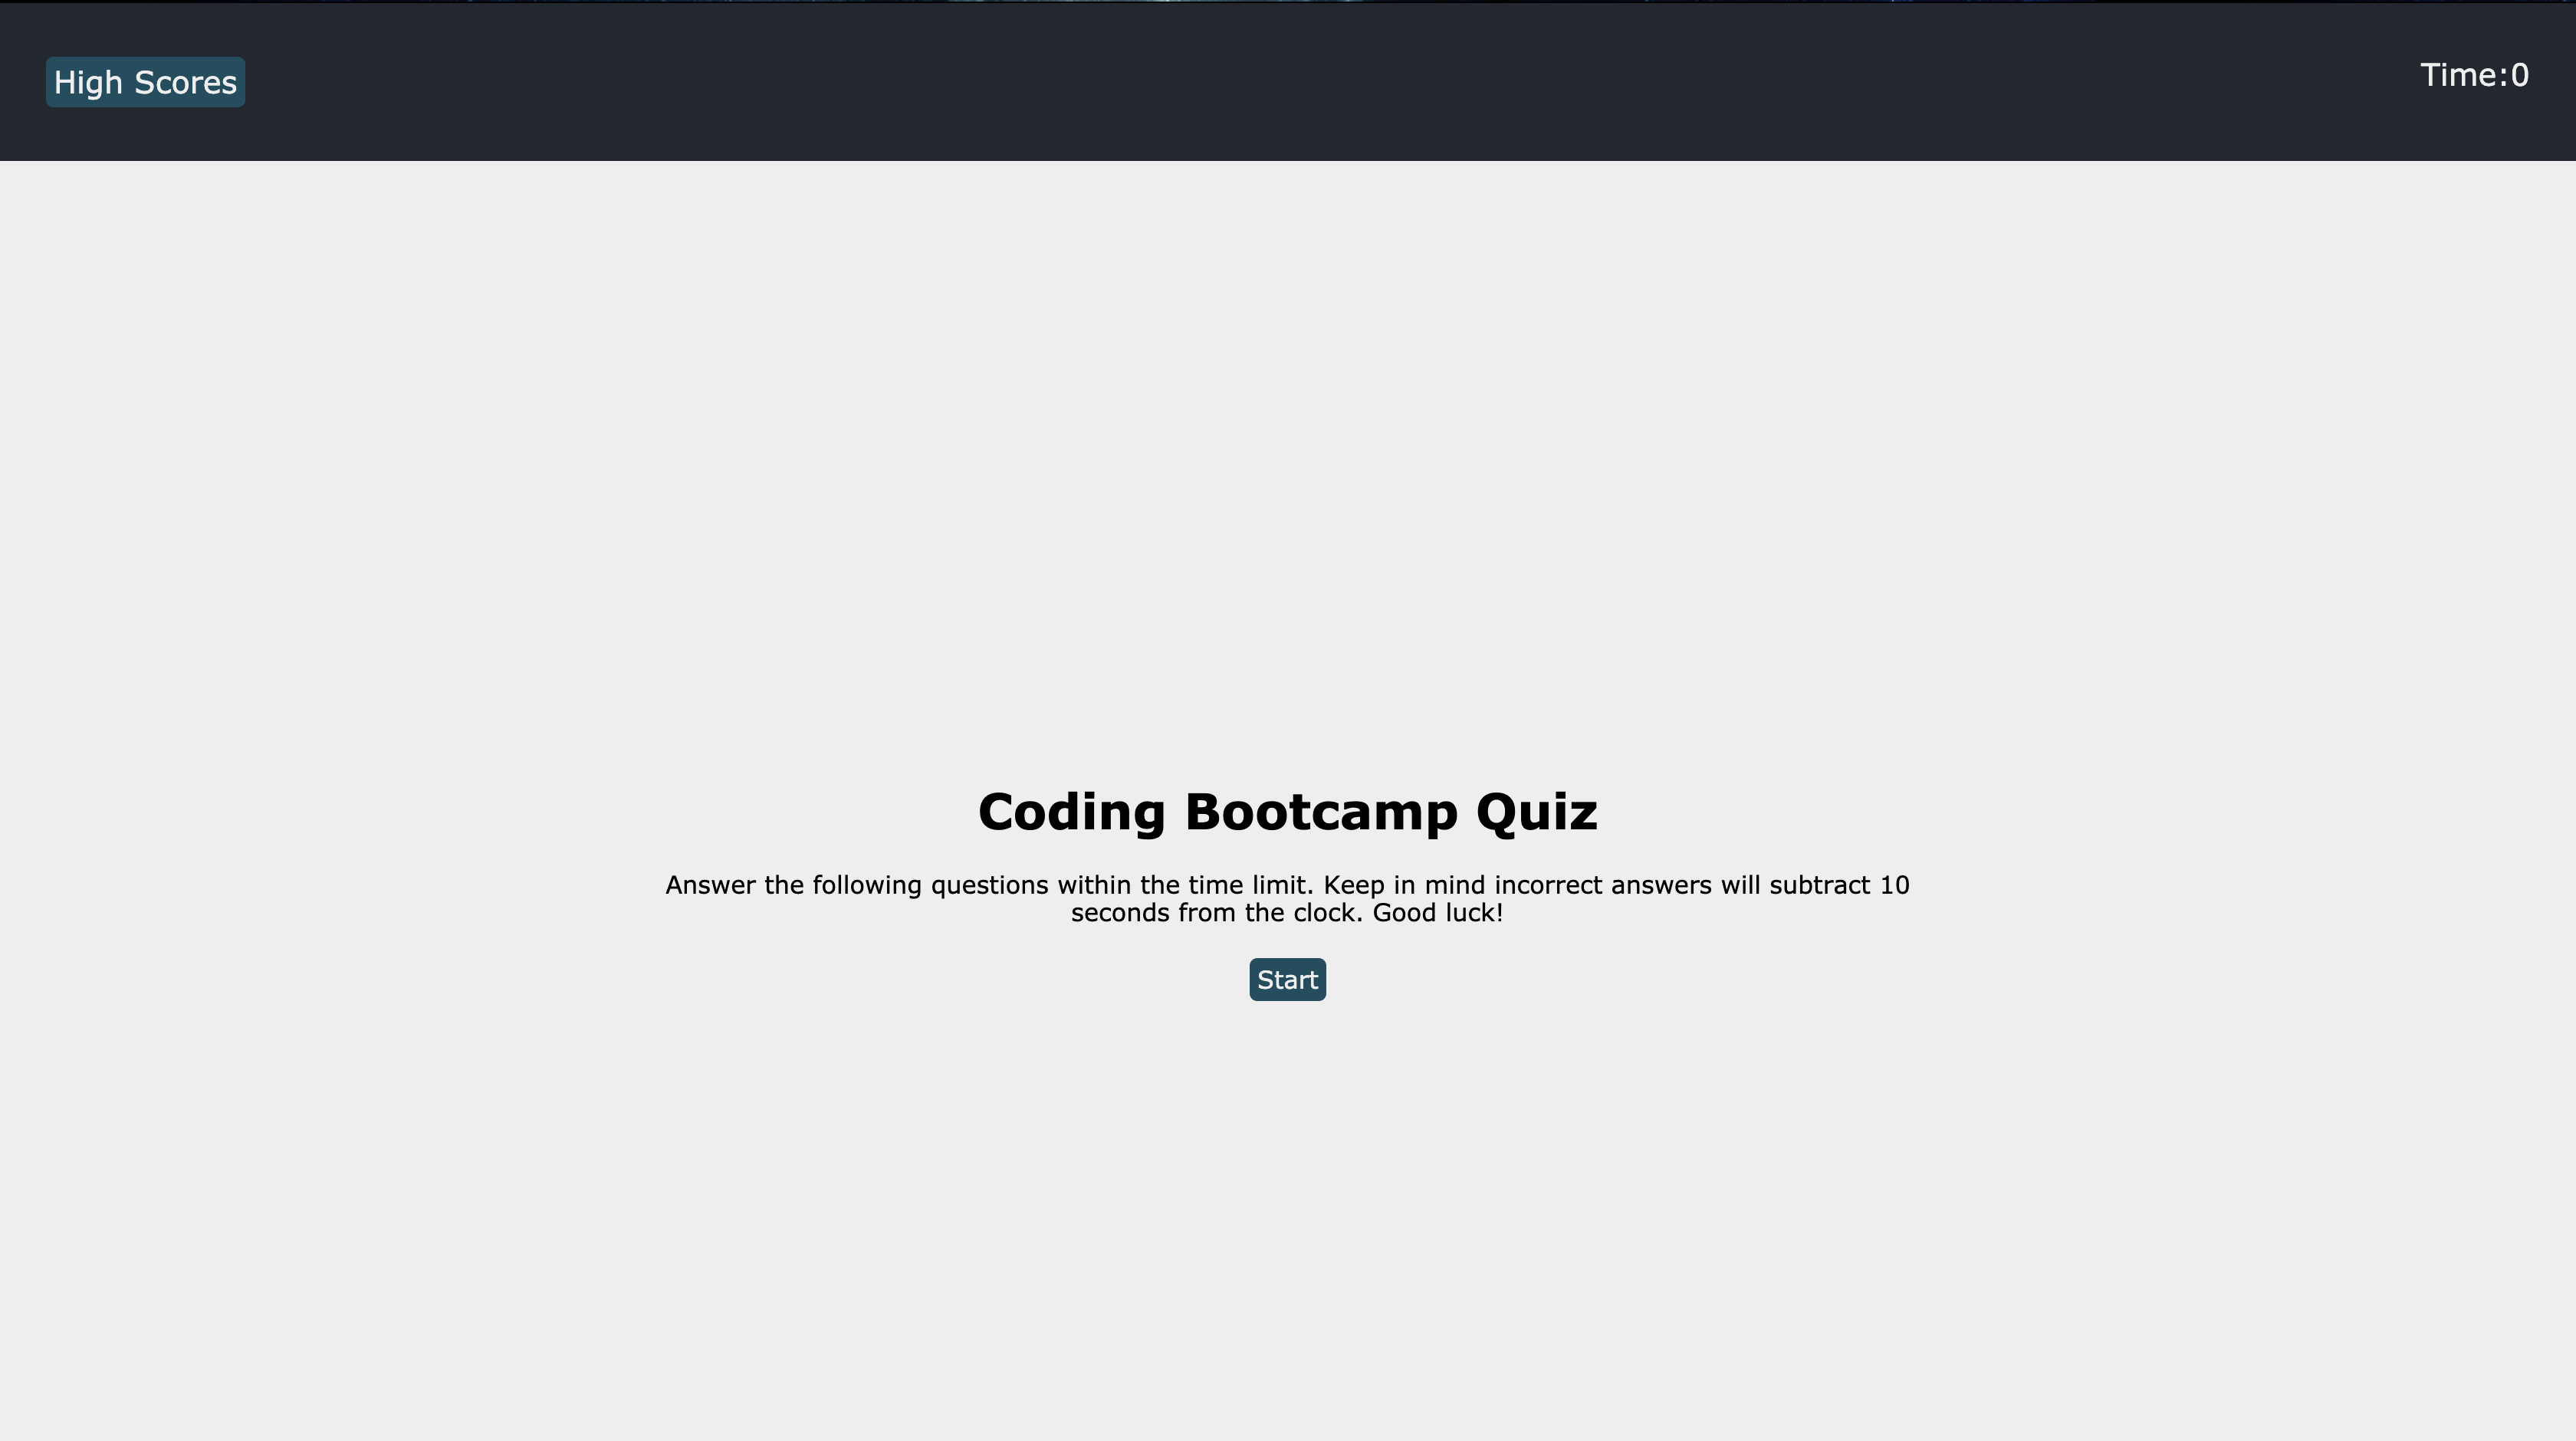 High Scores
Time:0
Coding Bootcamp Quiz
Answer the following questions within the time limit. Keep in mind incorrect answers will subtract 10
seconds from the clock. Good luck!
Start